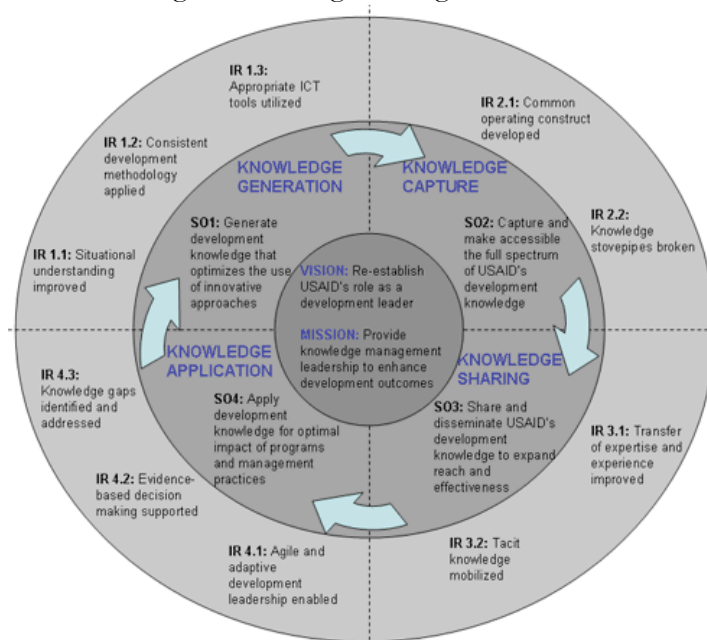 IR 1.3:
Appropriate ICT
tools utilized
IR 2.1: Common
operating construct
developed
IR 1.2: Consistent
development
methodology
applied
KNOWLEDGE
GENERATION
KNOWLEDGE
CAPTURE
IR 1.1: Situational
understanding
improved
SO1: Generate
development
knowledge that
optimizes the use
of innovative
approaches
SO2: Capture and
make accessible
the full spectrum
of USAID's
development
knowledge
IR 2.2:
Knowledge
stovepipes broken
VISION: Re-establish
USAID's role as a
development leader
MISSION: Provide
knowledge management
leadership to enhance
development outcomes
KNOWLEDGE
APPLICATION
KNOWLEDGE
SHARING
IR 4.3:
Knowledge gaps
identified and
addressed
SO4: Apply
development
knowledge for optimal
impact of programs
and management
practices
SO3: Share and
disseminate USAID's
development
knowledge to expand
reach and
effectiveness
IR 3.1: Transfer
of expertise and
experience
improved
IR 4.2: Evidence-
based decision
making supported
IR 4.1: Agile and
adaptive
development
leadership enabled
IR 3.2: Tacit
knowledge
mobilized